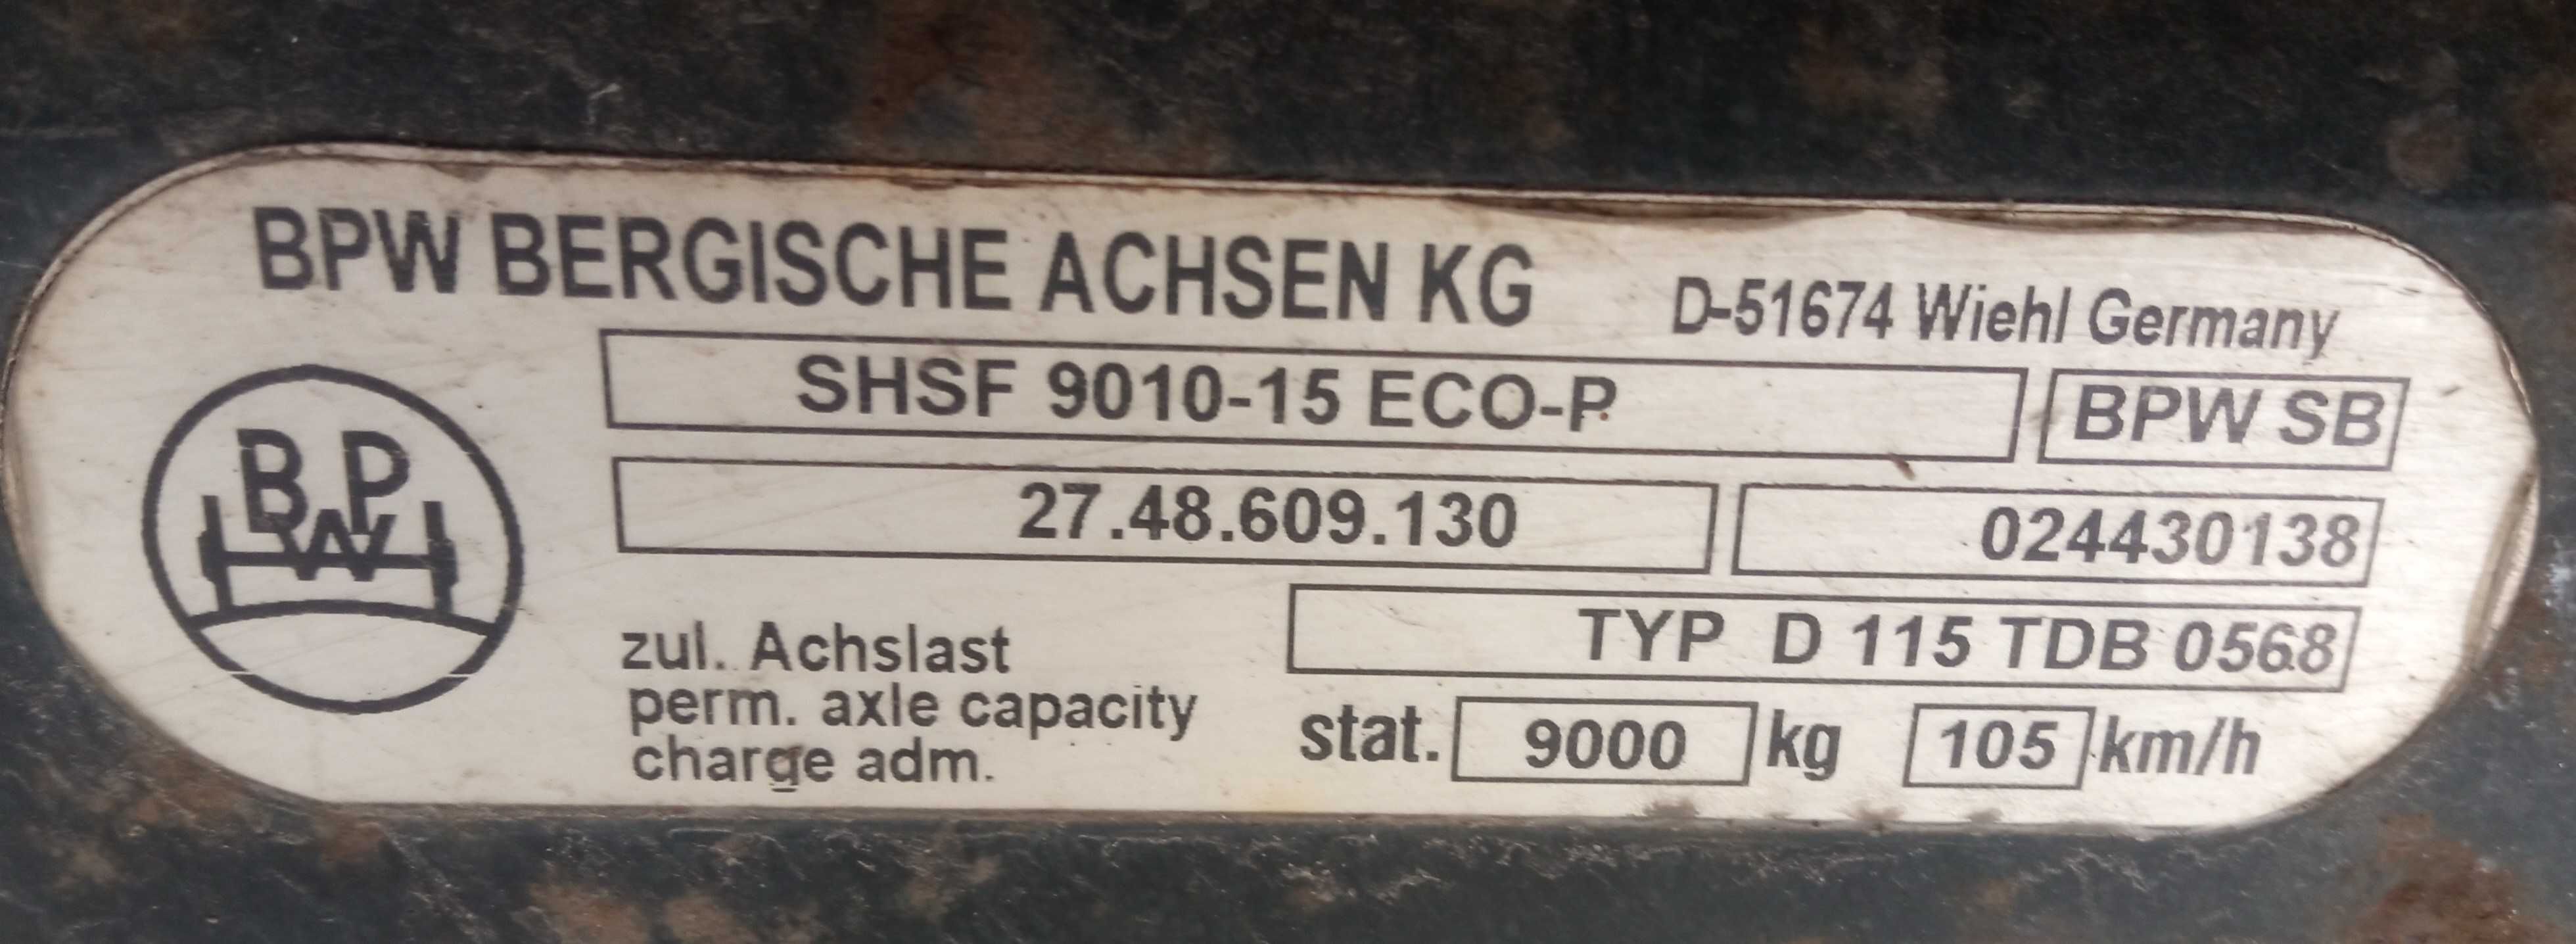 BPW BERGISCHE ACHSEN KG D-51674 Wiehl Germany
SHSF 9010-15 ECO-P BPW SB
BPW
27.48.609.130 024430138
TYP D 115 TDB 0568
zul. Achslast
perm. axle capacity
charge adm.
stat. 9000 kg 105 km/h